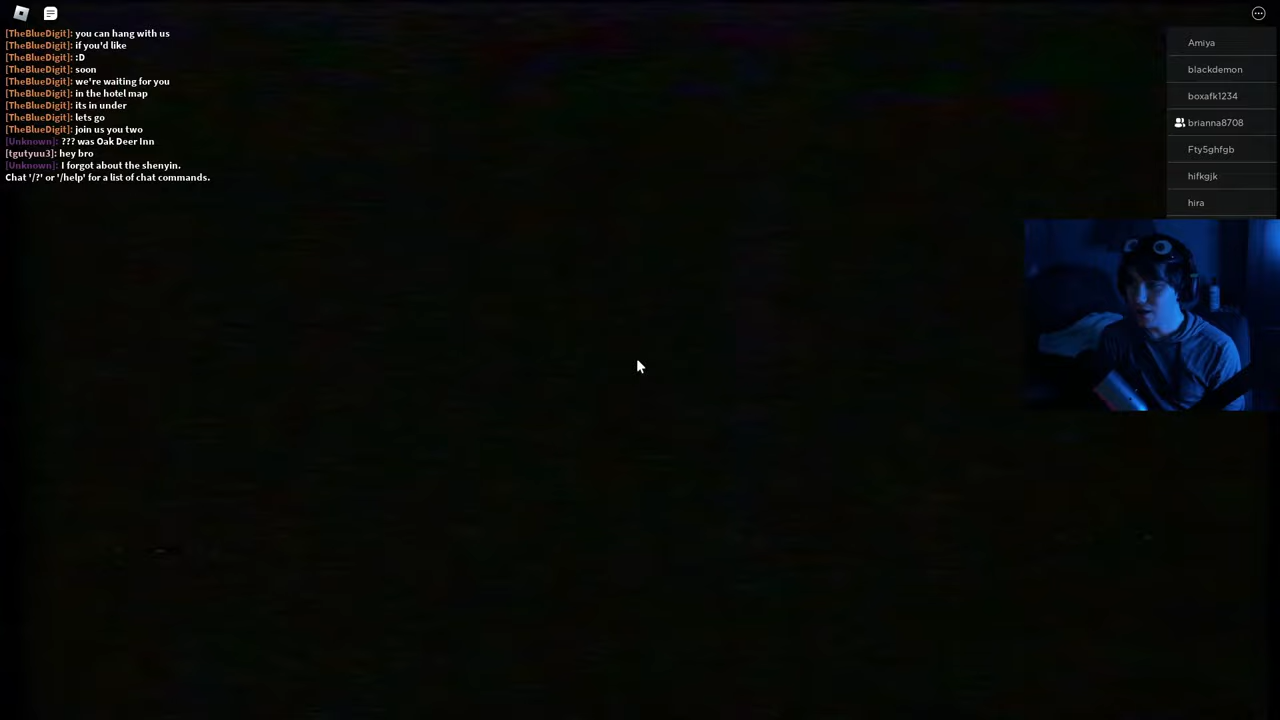 [TheBlueDigit]: you can hang with us
[TheBlueDigit]: if you'd like
[TheBlueDigit]: :D
[TheBlueDigit]: soon
[TheBlueDigit]: we're waiting for you
[TheBlueDigit]: in the hotel map
[TheBlueDigit]: its in under
[TheBlueDigit]: lets go
[TheBlueDigit]: join us you two
[Unknown]: ??? was Oak Deer Inn
[tgutyuu3]: hey bro
[Unknown]: I forgot about the shenyin.
Chat '/?' or '/help' for a list of chat commands.
Amiya
blackdemon
boxafk1234
brianna8708
Fty5ghfgb
hifkgjk
hira